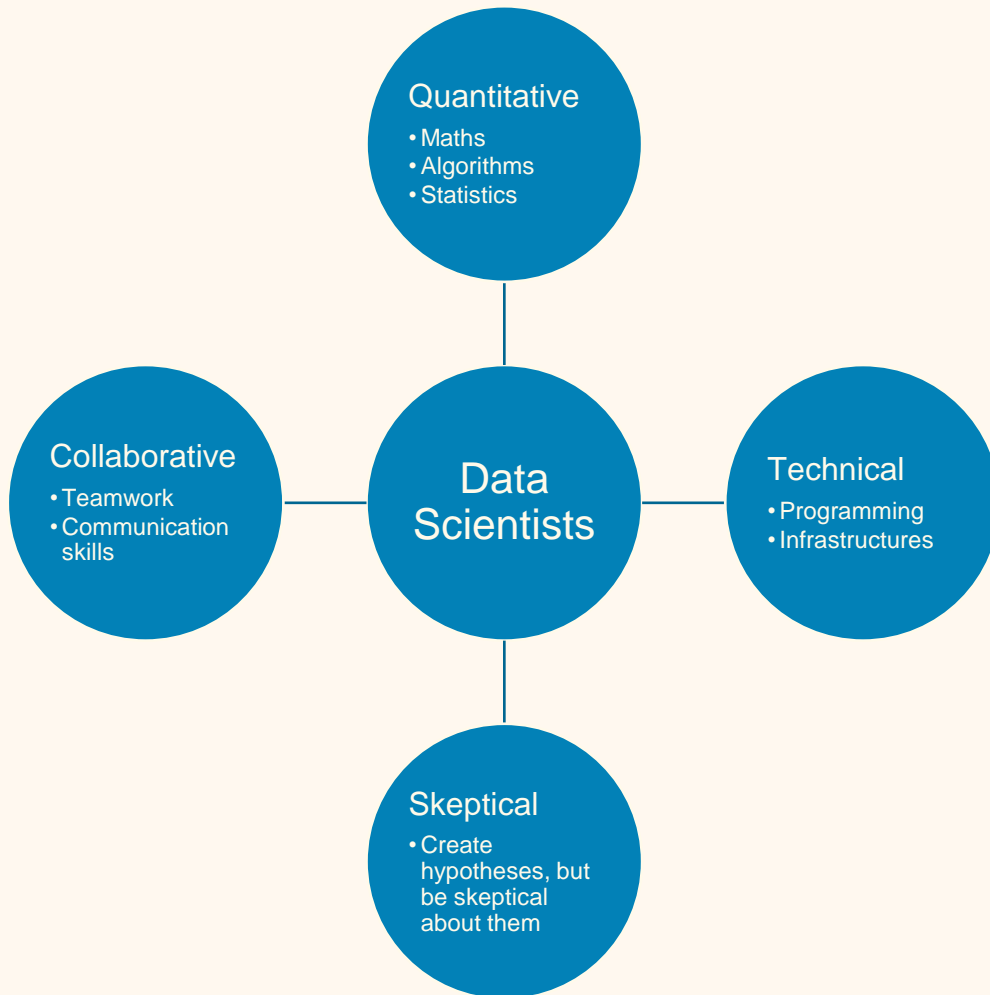 Quantitative
• Maths
• Algorithms
• Statistics
Collaborative
• Teamwork
• Communication
skills
Data
Scientists
Technical
• Programming
• Infrastructures
Skeptical
• Create
hypotheses, but
be skeptical
about them